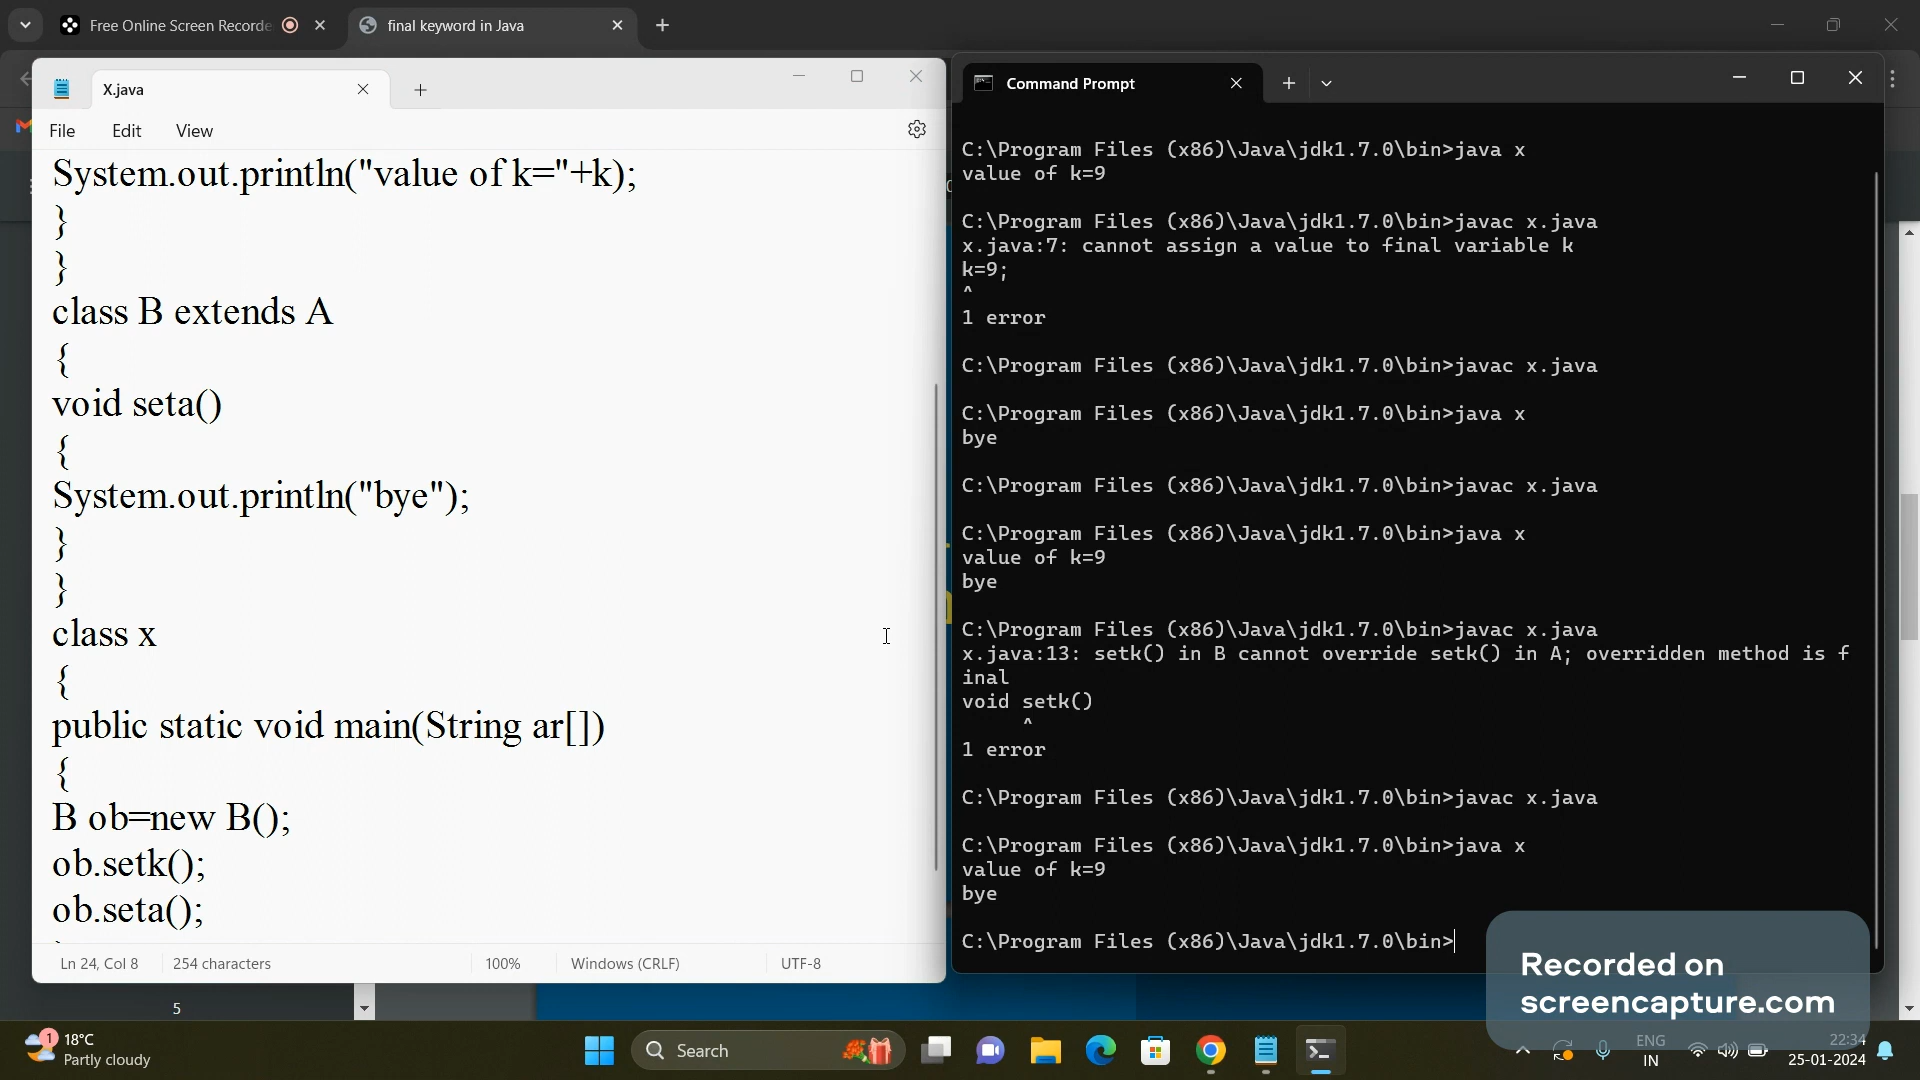 Free Online Screen Recorde
final keyword in Java
X.java
File Edit View
System.out.println("value of k="+k);
}
}
class B extends A
{
void seta()
{
System.out.println("bye");
}
}
class x
{
public static void main(String ar[])
{
B ob=new B();
ob.setk();
ob.seta();
Ln 24, Col 8 254 characters 100% Windows (CRLF) UTF-8
5
Command Prompt
C:\Program Files (x86)\Java\jdk1.7.0\bin>java x
value of k=9
C:\Program Files (x86)\Java\jdk1.7.0\bin>javac x.java
x.java:7: cannot assign a value to final variable k
k=9;
^
1 error
C:\Program Files (x86)\Java\jdk1.7.0\bin>javac x.java
C:\Program Files (x86)\Java\jdk1.7.0\bin>java x
bye
C:\Program Files (x86)\Java\jdk1.7.0\bin>javac x.java
C:\Program Files (x86)\Java\jdk1.7.0\bin>java x
value of k=9
bye
C:\Program Files (x86)\Java\jdk1.7.0\bin>javac x.java
x.java:13: setk() in B cannot override setk() in A; overridden method is f
inal
void setk()
^
1 error
C:\Program Files (x86)\Java\jdk1.7.0\bin>javac x.java
C:\Program Files (x86)\Java\jdk1.7.0\bin>java x
value of k=9
bye
C:\Program Files (x86)\Java\jdk1.7.0\bin>
Recorded on
screencapture.com
1
18°C
Partly cloudy
Search
ENG
IN
22:34
25-01-2024